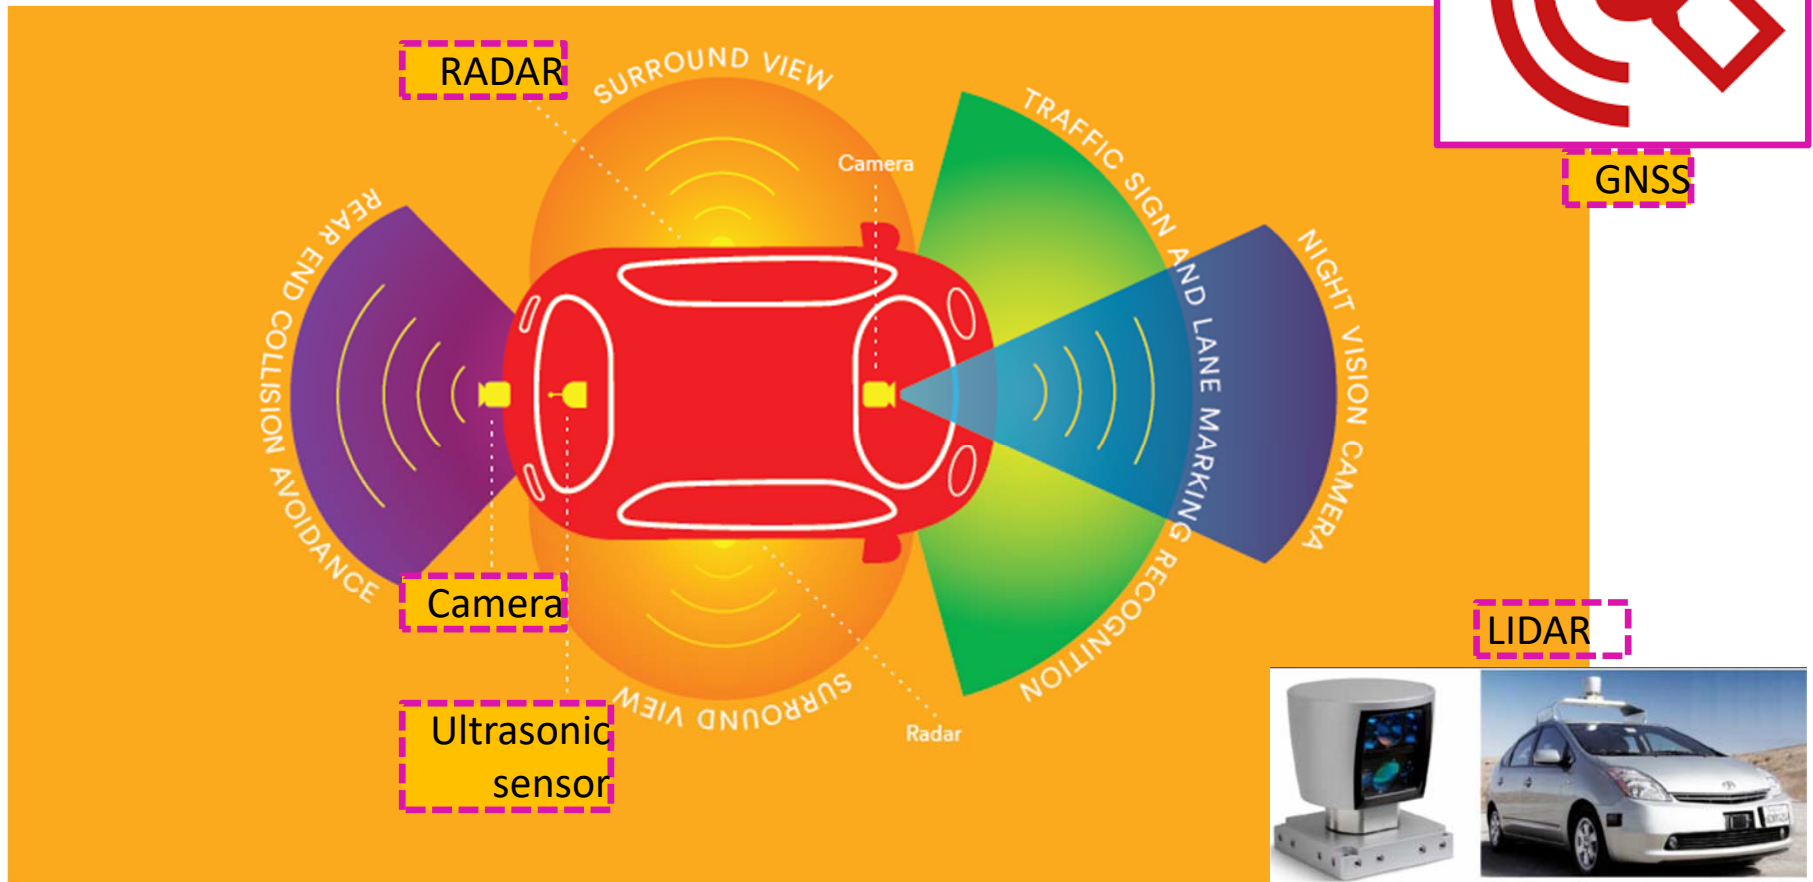 RADAR
SURROUND VIEW
Camera
TRAFFIC SIGN AND LANE MARKING RECOGNITION
GNSS
REAR END COLLISION AVOIDANCE
NIGHT VISION CAMERA
Camera
SURROUND VIEW
Radar
Ultrasonic
sensor
LIDAR